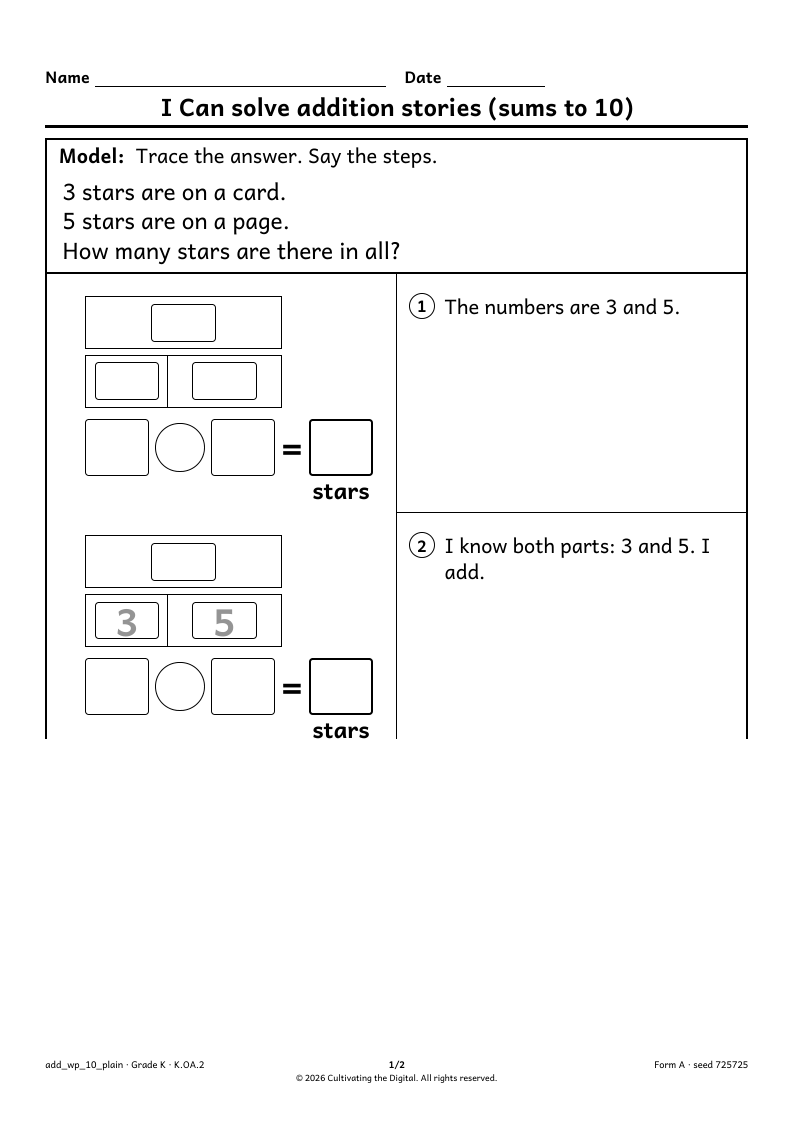 Name Date
I Can solve addition stories (sums to 10)
Model: Trace the answer. Say the steps.
3 stars are on a card.
5 stars are on a page.
How many stars are there in all?
1 The numbers are 3 and 5.
=
stars
2 I know both parts: 3 and 5. I
add.
3 5
=
stars
add_wp_10_plain · Grade K · K.OA.2 1/2 Form A · seed 725725
© 2026 Cultivating the Digital. All rights reserved.